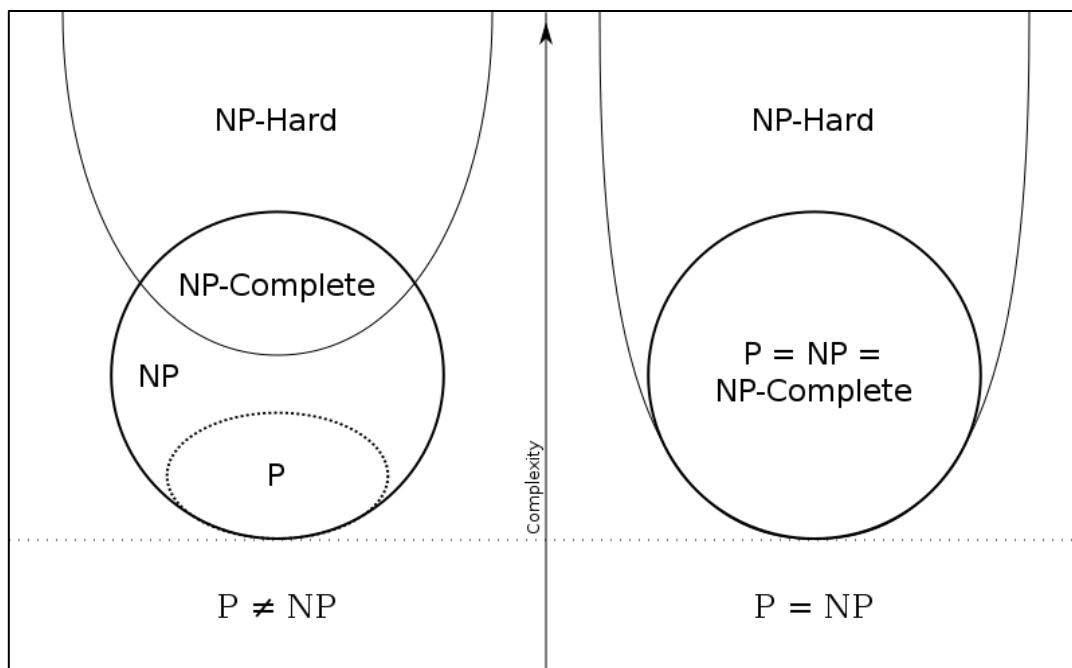 NP-Hard
NP-Complete
NP
P
P ≠ NP
Complexity
NP-Hard
P = NP =
NP-Complete
P = NP